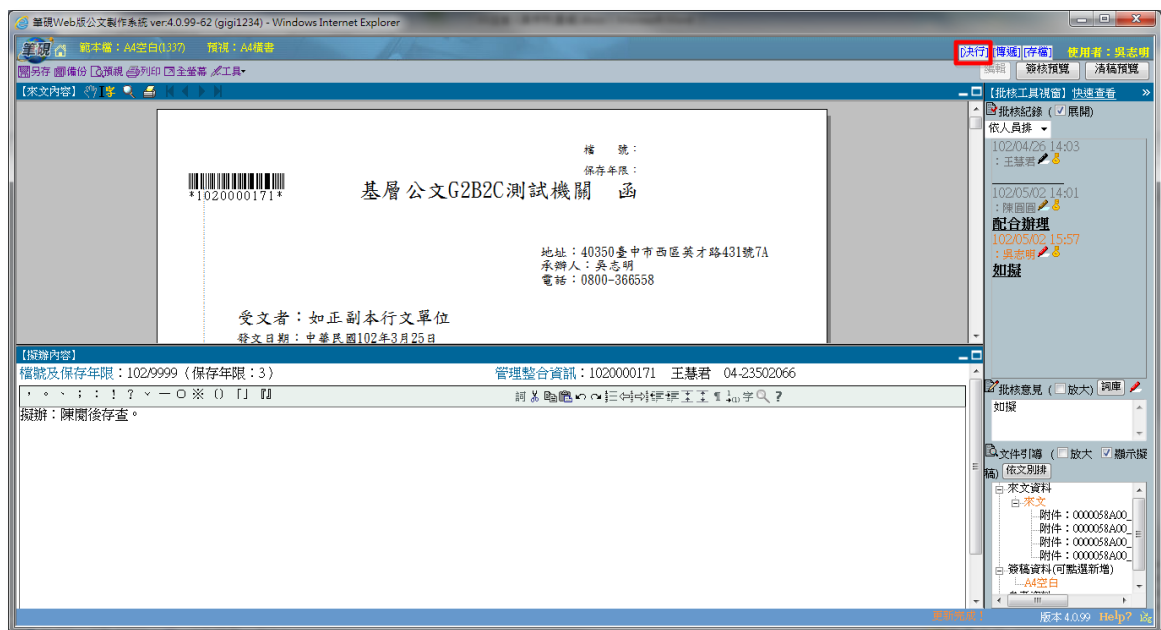 筆硯Web版公文製作系統 ver:4.0.99-62 (gigi1234) - Windows Internet Explorer
筆硯 範本檔：A4空白(1337) 預視：A4橫書
[決行][傳遞][存檔] 使用者：吳志明
另存 備份 預視 列印 全螢幕 工具
編輯 簽核預覽 清稿預覽
【來文內容】 字
檔 號：
保存年限：
*1020000171*
基層公文G2B2C測試機關 函
地址：40350臺中市西區英才路431號7A
承辦人：吳志明
電話：0800-366558
受文者：如正副本行文單位
發文日期：中華民國102年3月25日
【擬辦內容】
檔號及保存年限：102/9999（保存年限：3） 管理整合資訊：1020000171 王慧君 04-23502066
擬辦：陳閱後存查。
【批核工具視窗】 快速查看 »
批核紀錄 ( 展開)
依人員排
102/04/26 14:03
：王慧君
102/05/02 14:01
：陳圓圓
配合辦理
102/05/02 15:57
：吳志明
如擬
批核意見 ( 放大) 詞庫
如擬
文件引導 ( 放大 顯示擬稿) 依文別排
來文資料
來文
附件：0000058A00_
附件：0000058A00_
附件：0000058A00_
附件：0000058A00_
簽稿資料(可點選新增)
A4空白
更新完成！ 版本 4.0.99 Help?